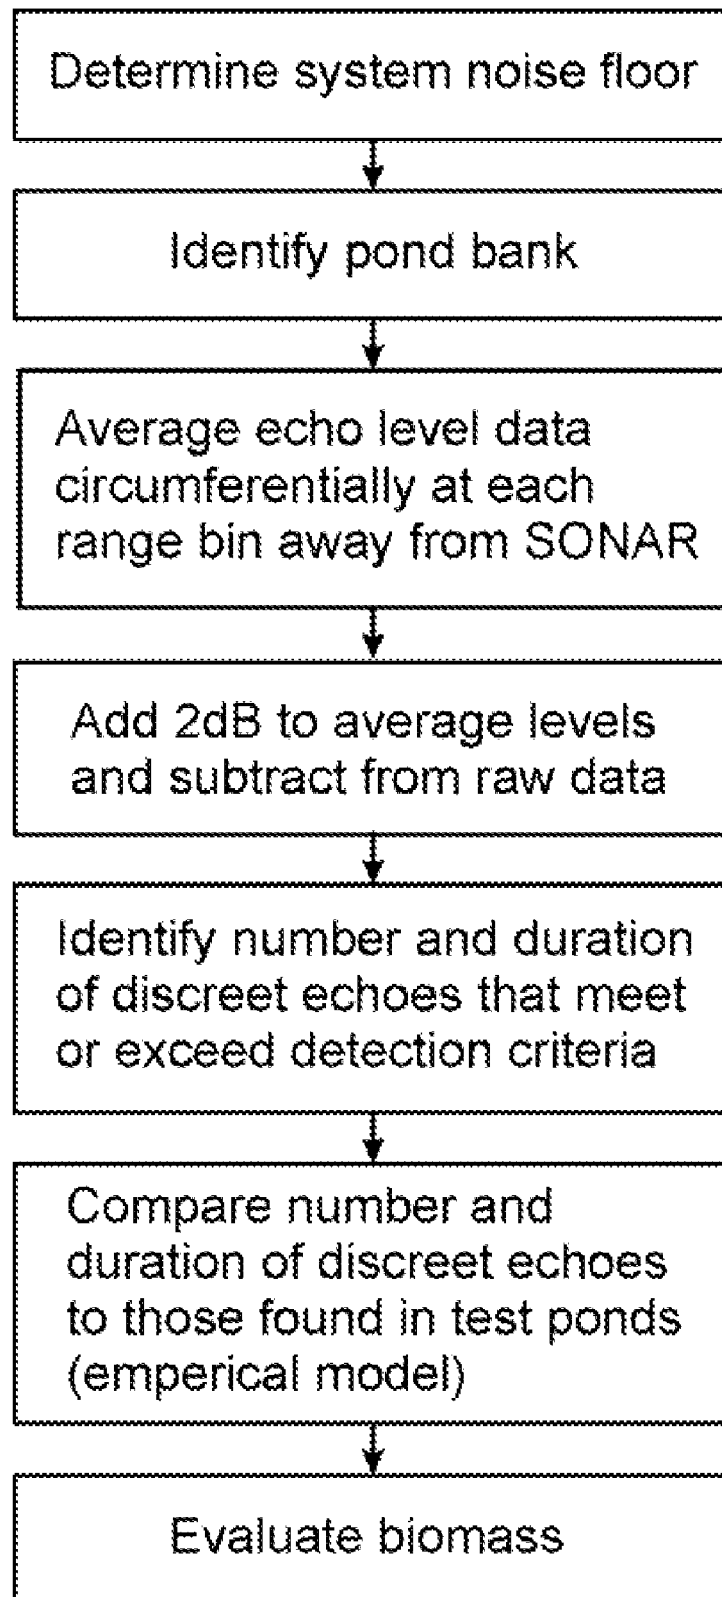 Determine system noise floor
Identify pond bank
Average echo level data
circumferentially at each
range bin away from SONAR
Add 2dB to average levels
and subtract from raw data
Identify number and duration
of discreet echoes that meet
or exceed detection criteria
Compare number and
duration of discreet echoes
to those found in test ponds
(emperical model)
Evaluate biomass